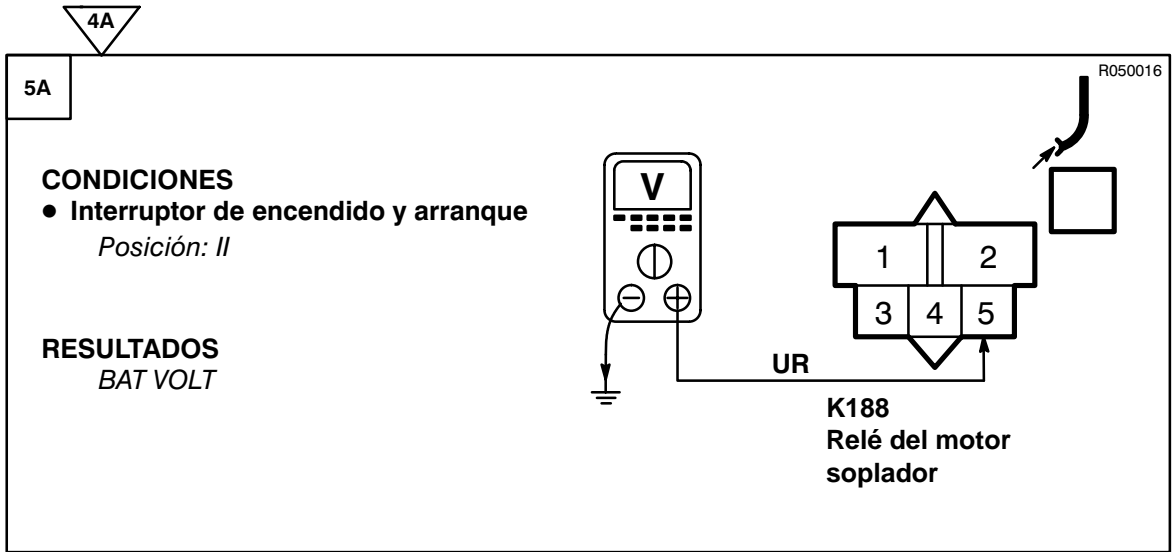 4A
5A
R050016
CONDICIONES
● Interruptor de encendido y arranque
Posición: II
RESULTADOS
BAT VOLT
V
1 2
3 4 5
UR
K188
Relé del motor
soplador